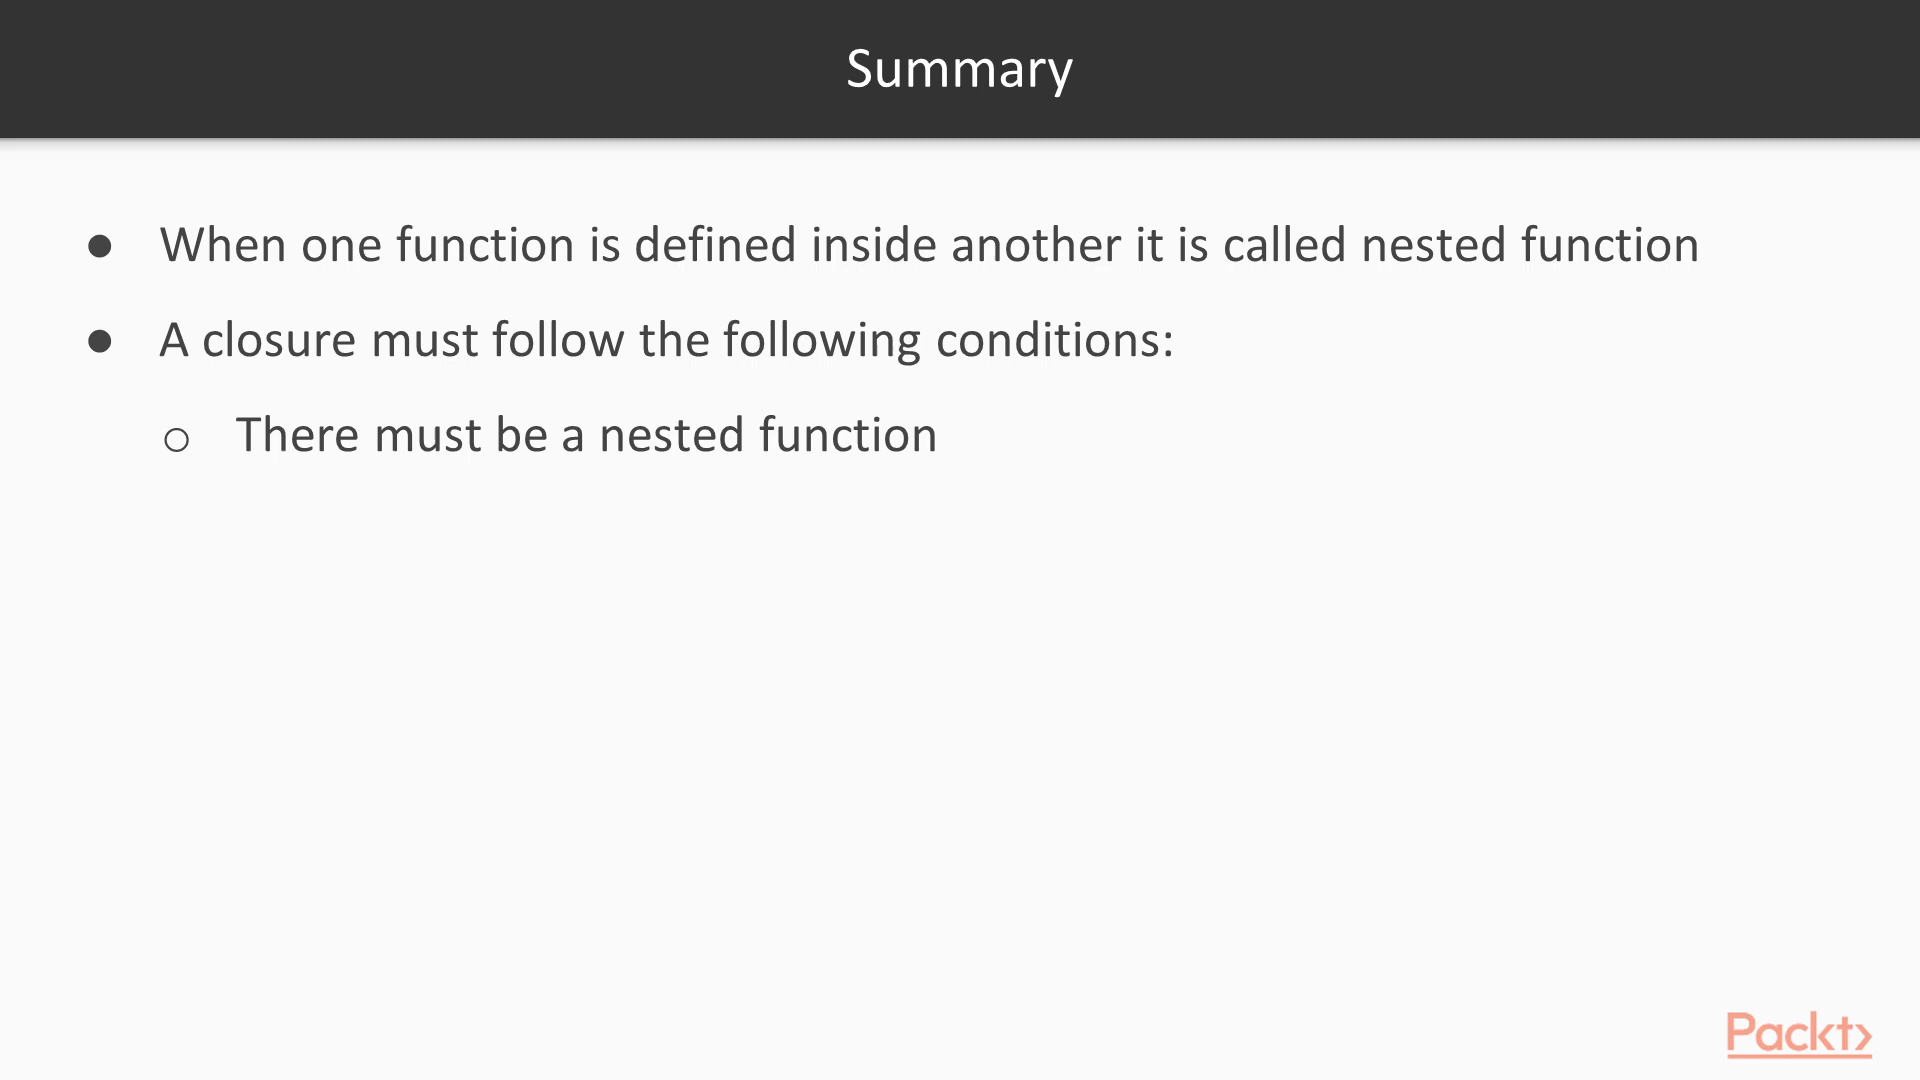 Summary
● When one function is defined inside another it is called nested function
● A closure must follow the following conditions:
○ There must be a nested function
Packt>